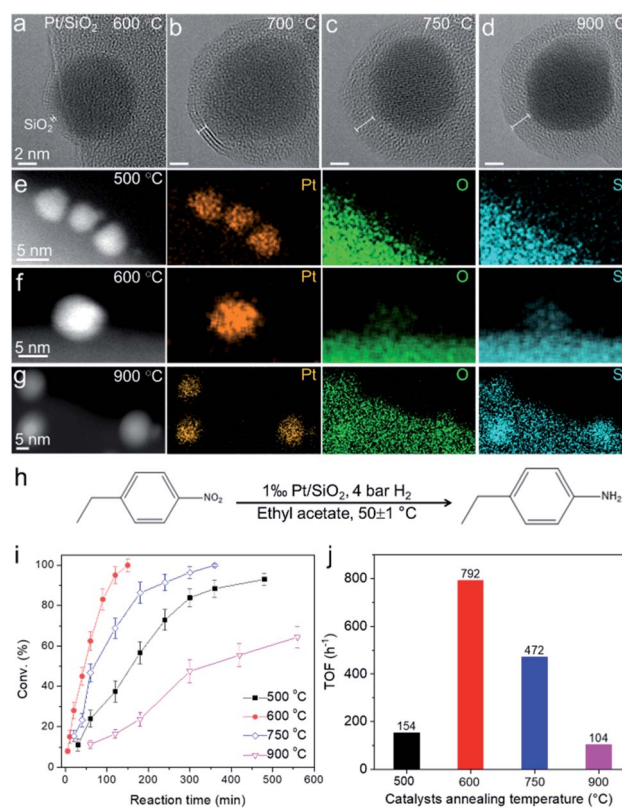 a Pt/SiO₂ 600 °C b 700 °C c 750 °C d 900 °C
SiO₂
2 nm
e 500 °C Pt O S
5 nm
f 600 °C Pt O S
5 nm
g 900 °C Pt O S
5 nm
h
NO₂ 1‰ Pt/SiO₂, 4 bar H₂ NH₂
Ethyl acetate, 50±1 °C
i
Conv. (%)
100
80
60
40
20
0
500 °C
600 °C
750 °C
900 °C
0 100 200 300 400 500 600
Reaction time (min)
j
TOF (h⁻¹)
800
600
400
200
0
154 792 472 104
500 600 750 900
Catalysts annealing temperature (°C)